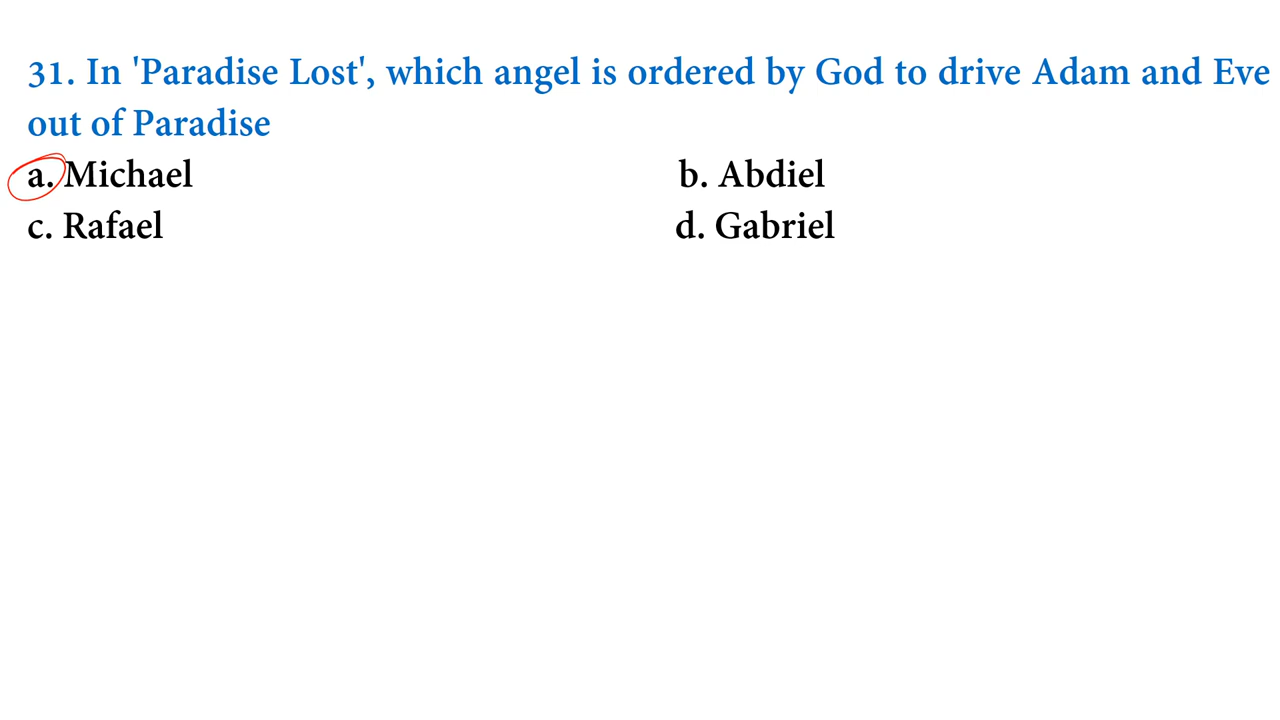 31. In 'Paradise Lost', which angel is ordered by God to drive Adam and Eve
out of Paradise
a. Michael b. Abdiel
c. Rafael d. Gabriel